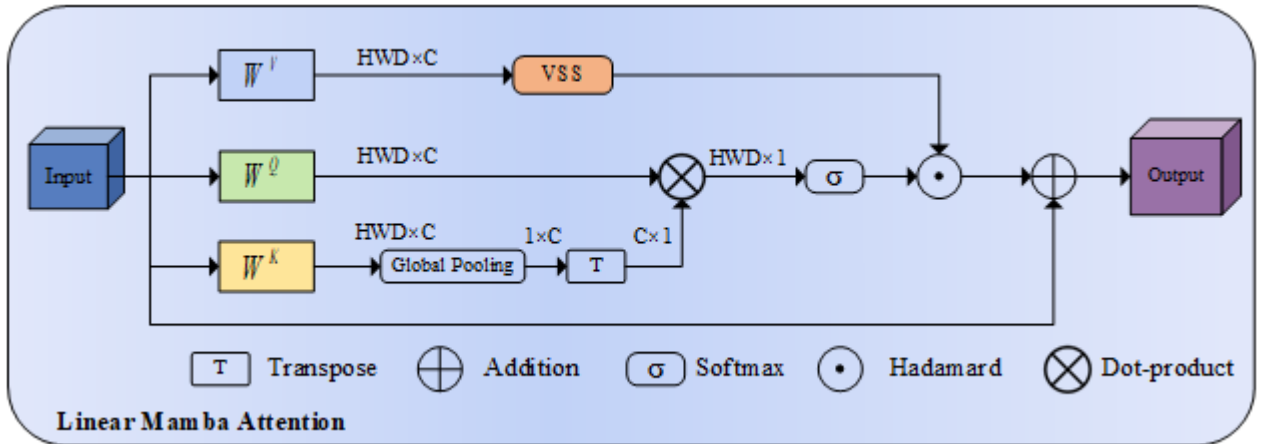 W^V
HWD×C
VSS
Input
W^Q
HWD×C
HWD×1
σ
Output
W^K
HWD×C
Global Pooling
1×C
T
C×1
T Transpose
Addition
σ Softmax
Hadamard
Dot-product
Linear Mamba Attention